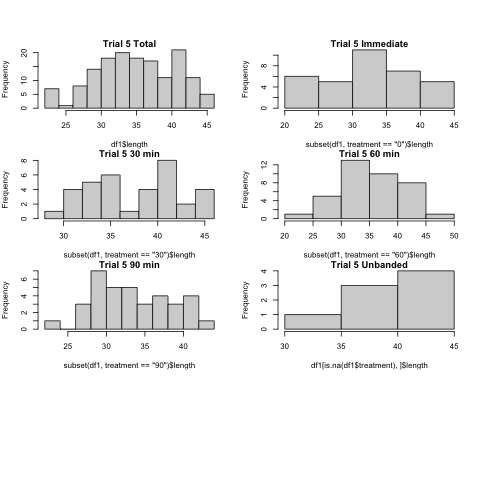 Trial 5 Total
Frequency
0 5 10 20
25 30 35 40 45
df1$length
Trial 5 Immediate
Frequency
0 4 8
20 25 30 35 40 45
subset(df1, treatment == "0")$length
Trial 5 30 min
Frequency
0 2 4 6 8
30 35 40 45
subset(df1, treatment == "30")$length
Trial 5 60 min
Frequency
0 4 8 12
20 25 30 35 40 45 50
subset(df1, treatment == "60")$length
Trial 5 90 min
Frequency
0 2 4 6
25 30 35 40
subset(df1, treatment == "90")$length
Trial 5 Unbanded
Frequency
0 1 2 3 4
30 35 40 45
df1[is.na(df1$treatment), ]$length